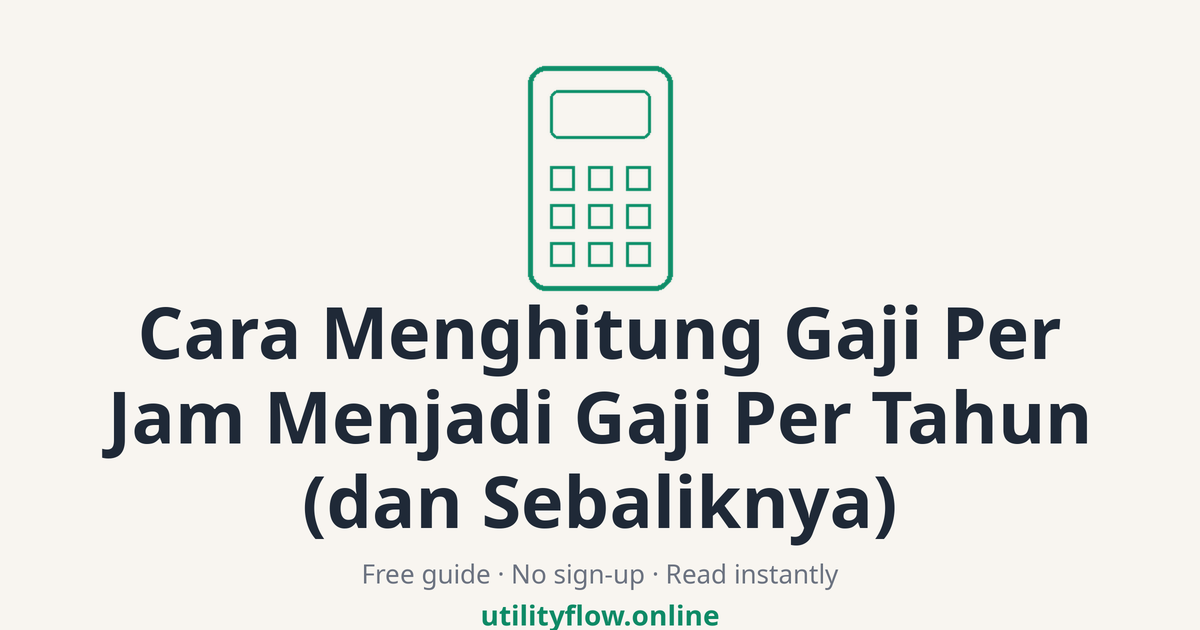 Cara Menghitung Gaji Per
Jam Menjadi Gaji Per Tahun
(dan Sebaliknya)
Free guide · No sign-up · Read instantly
utilityflow.online